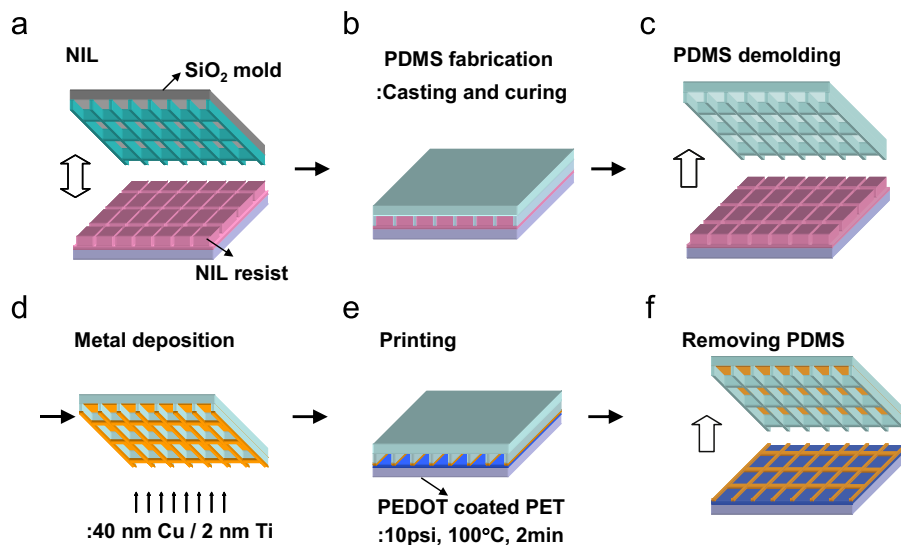 a
NIL
SiO₂ mold
NIL resist
b
PDMS fabrication
:Casting and curing
c
PDMS demolding
d
Metal deposition
:40 nm Cu / 2 nm Ti
e
Printing
PEDOT coated PET
:10psi, 100ºC, 2min
f
Removing PDMS